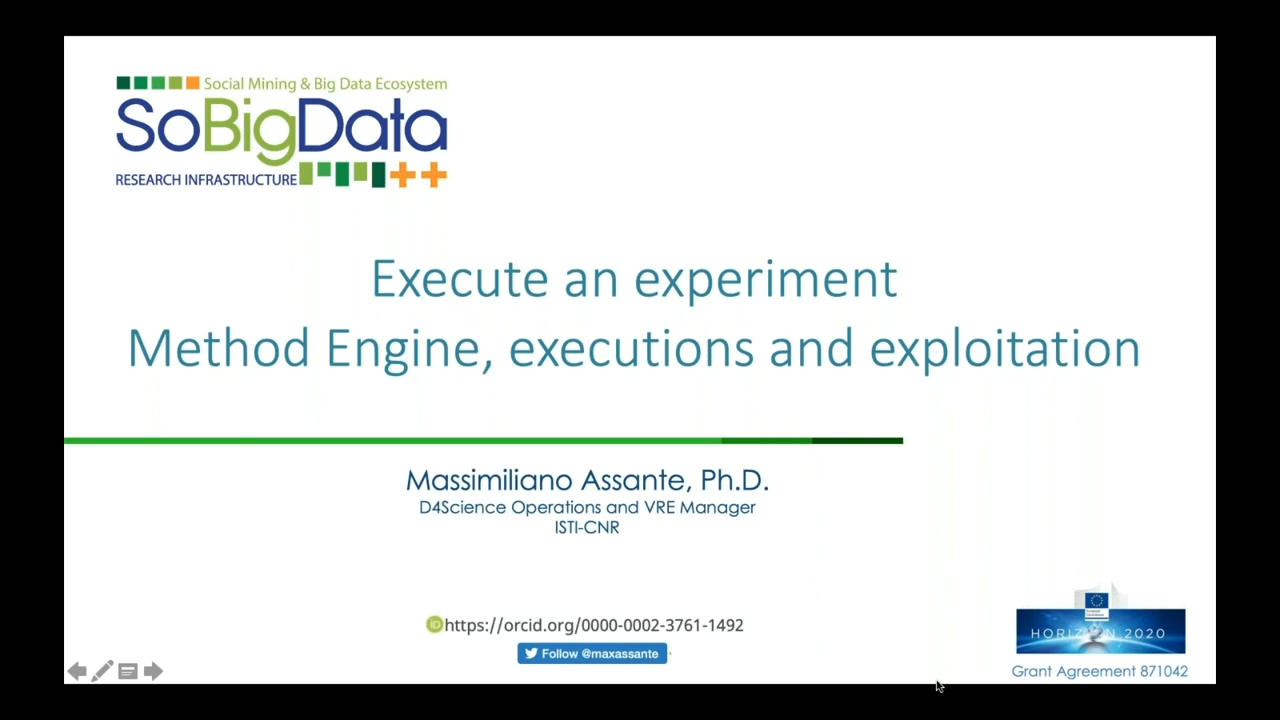 Social Mining & Big Data Ecosystem
SoBigData
RESEARCH INFRASTRUCTURE ++
Execute an experiment
Method Engine, executions and exploitation
Massimiliano Assante, Ph.D.
D4Science Operations and VRE Manager
ISTI-CNR
iD https://orcid.org/0000-0002-3761-1492
Follow @maxassante
HORIZON 2020
Grant Agreement 871042